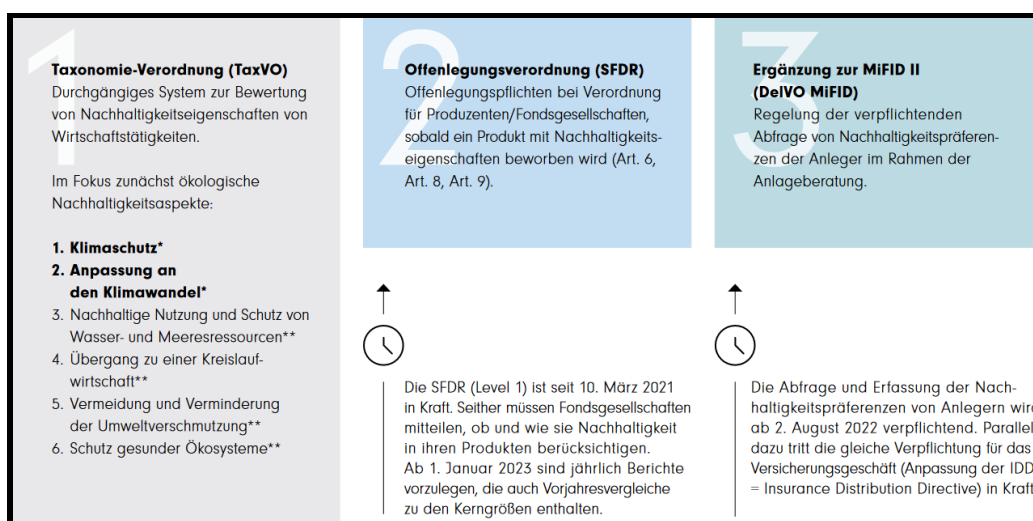 1
Taxonomie-Verordnung (TaxVO)
Durchgängiges System zur Bewertung
von Nachhaltigkeitseigenschaften von
Wirtschaftstätigkeiten.
Im Fokus zunächst ökologische
Nachhaltigkeitsaspekte:
1. Klimaschutz*
2. Anpassung an
den Klimawandel*
3. Nachhaltige Nutzung und Schutz von
Wasser- und Meeresressourcen**
4. Übergang zu einer Kreislauf-
wirtschaft**
5. Vermeidung und Verminderung
der Umweltverschmutzung**
6. Schutz gesunder Ökosysteme**
2
Offenlegungsverordnung (SFDR)
Offenlegungspflichten bei Verordnung
für Produzenten/Fondsgesellschaften,
sobald ein Produkt mit Nachhaltigkeits-
eigenschaften beworben wird (Art. 6,
Art. 8, Art. 9).
Die SFDR (Level 1) ist seit 10. März 2021
in Kraft. Seither müssen Fondsgesellschaften
mitteilen, ob und wie sie Nachhaltigkeit
in ihren Produkten berücksichtigen.
Ab 1. Januar 2023 sind jährlich Berichte
vorzulegen, die auch Vorjahresvergleiche
zu den Kerngrößen enthalten.
3
Ergänzung zur MiFID II
(DelVO MiFID)
Regelung der verpflichtenden
Abfrage von Nachhaltigkeitspräferen-
zen der Anleger im Rahmen der
Anlageberatung.
Die Abfrage und Erfassung der Nach-
haltigkeitspräferenzen von Anlegern wird
ab 2. August 2022 verpflichtend. Parallel
dazu tritt die gleiche Verpflichtung für das
Versicherungsgeschäft (Anpassung der IDD
= Insurance Distribution Directive) in Kraft